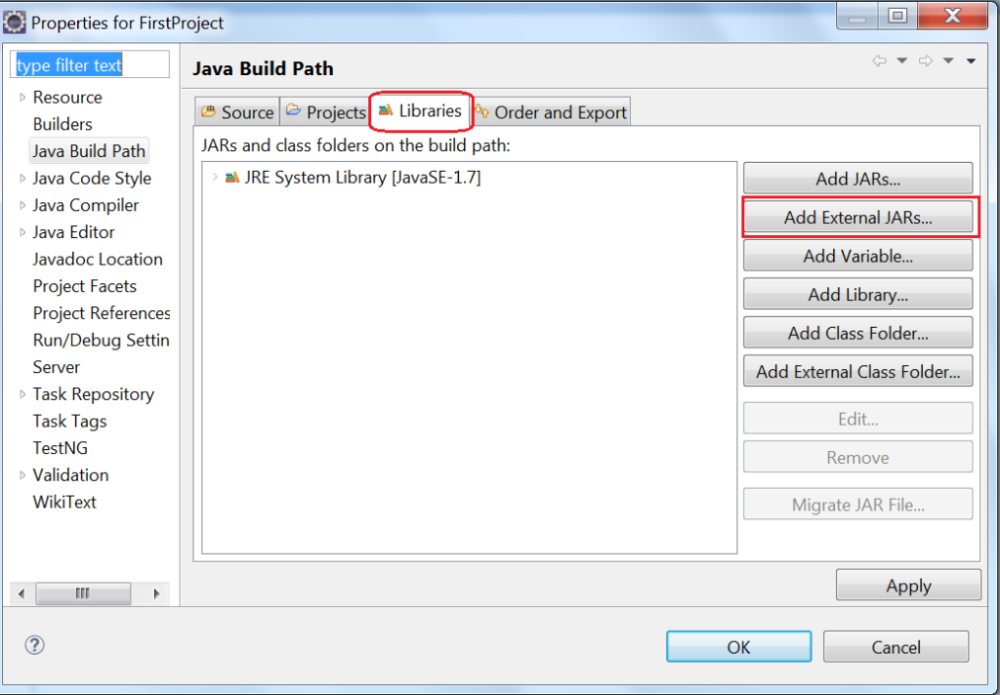 Properties for FirstProject
type filter text
Resource
Builders
Java Build Path
Java Code Style
Java Compiler
Java Editor
Javadoc Location
Project Facets
Project References
Run/Debug Settin
Server
Task Repository
Task Tags
TestNG
Validation
WikiText
Java Build Path
Source Projects Libraries Order and Export
JARs and class folders on the build path:
JRE System Library [JavaSE-1.7]
Add JARs...
Add External JARs...
Add Variable...
Add Library...
Add Class Folder...
Add External Class Folder...
Edit...
Remove
Migrate JAR File...
Apply
OK Cancel